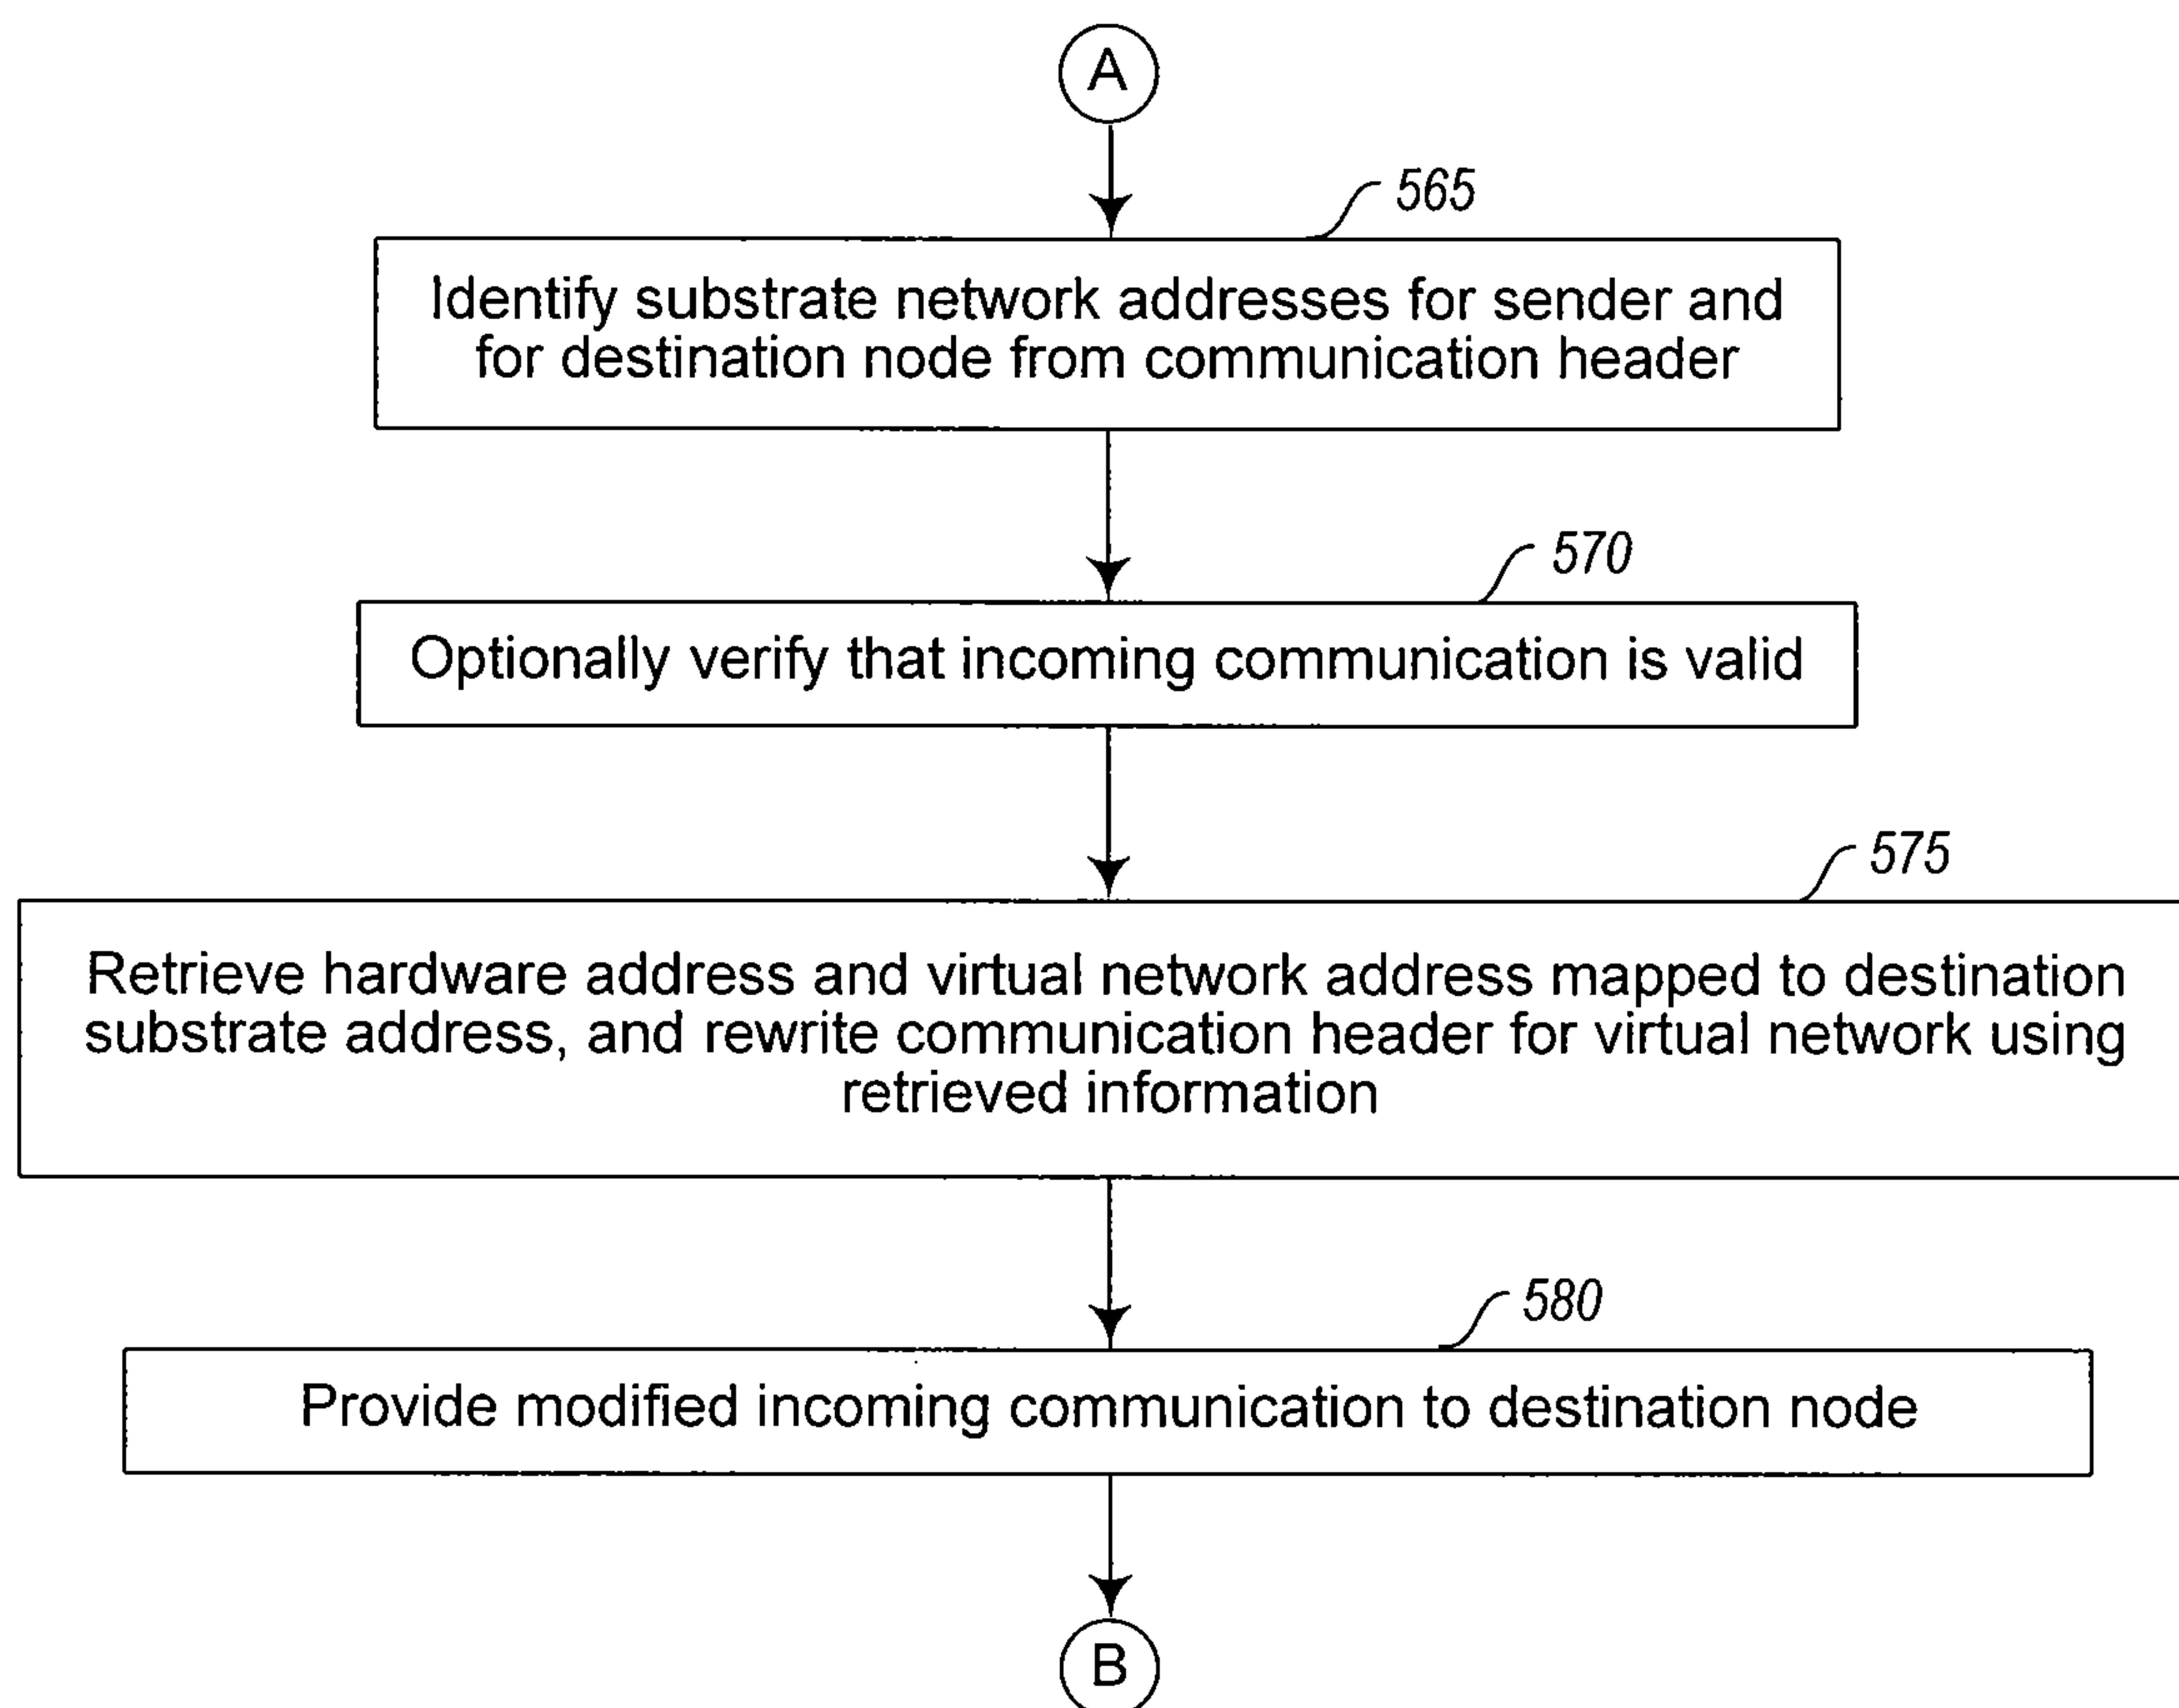 A
565
Identify substrate network addresses for sender and
for destination node from communication header
570
Optionally verify that incoming communication is valid
575
Retrieve hardware address and virtual network address mapped to destination
substrate address, and rewrite communication header for virtual network using
retrieved information
580
Provide modified incoming communication to destination node
B